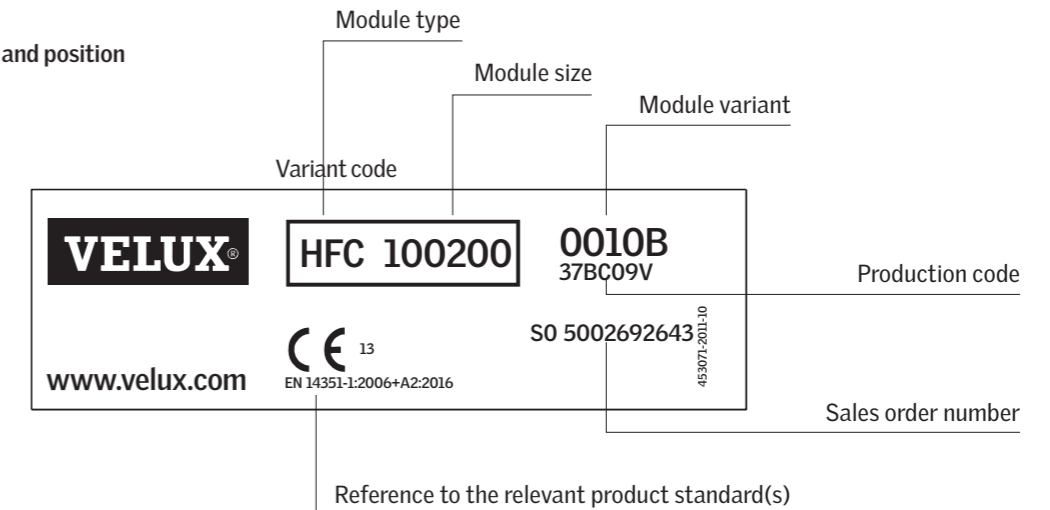 Module type
and position
Module size
Module variant
Variant code
VELUX®
HFC 100200
0010B
37BC09V
Production code
SO 5002692643
453071-2011-10
CE 13
www.velux.com
EN 14351-1:2006+A2:2016
Sales order number
Reference to the relevant product standard(s)